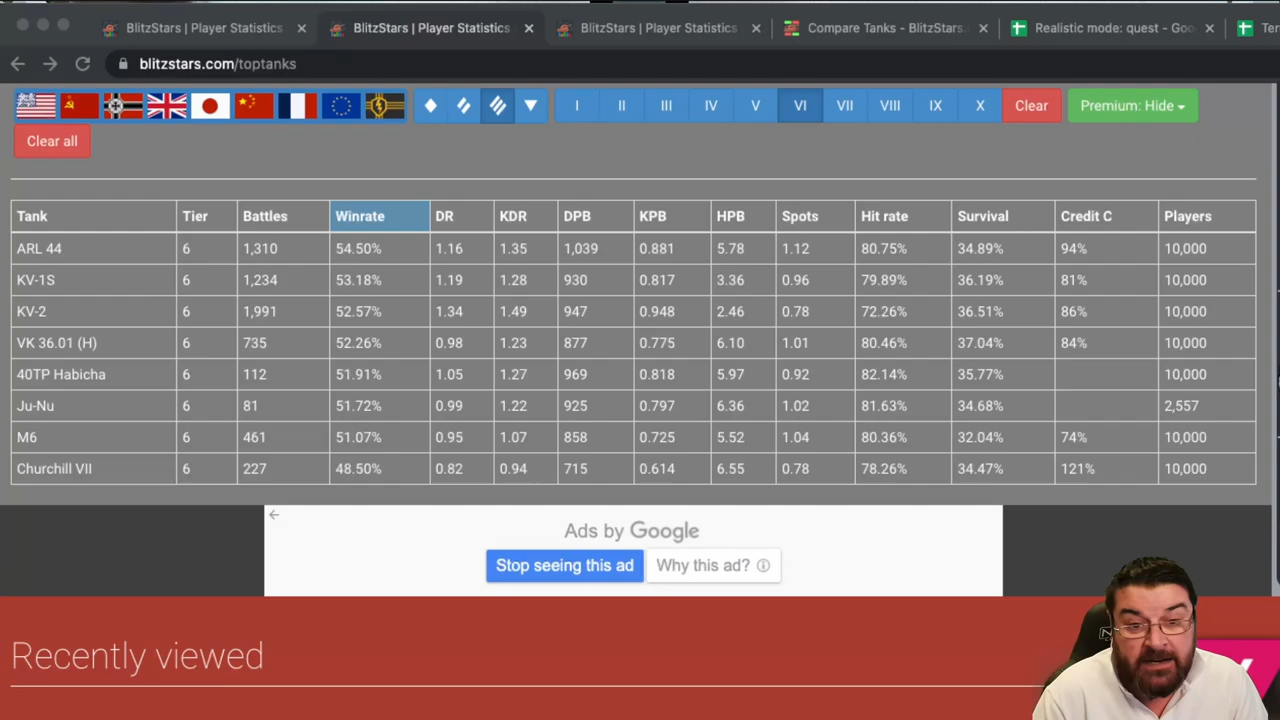 BlitzStars | Player Statistics
BlitzStars | Player Statistics
BlitzStars | Player Statistics
Compare Tanks - BlitzStars.
Realistic mode: quest - Goo
blitzstars.com/toptanks
I II III IV V VI VII VIII IX X Clear Premium: Hide
Clear all
Tank Tier Battles Winrate DR KDR DPB KPB HPB Spots Hit rate Survival Credit C Players
ARL 44 6 1,310 54.50% 1.16 1.35 1,039 0.881 5.78 1.12 80.75% 34.89% 94% 10,000
KV-1S 6 1,234 53.18% 1.19 1.28 930 0.817 3.36 0.96 79.89% 36.19% 81% 10,000
KV-2 6 1,991 52.57% 1.34 1.49 947 0.948 2.46 0.78 72.26% 36.51% 86% 10,000
VK 36.01 (H) 6 735 52.26% 0.98 1.23 877 0.775 6.10 1.01 80.46% 37.04% 84% 10,000
40TP Habicha 6 112 51.91% 1.05 1.27 969 0.818 5.97 0.92 82.14% 35.77% 10,000
Ju-Nu 6 81 51.72% 0.99 1.22 925 0.797 6.36 1.02 81.63% 34.68% 2,557
M6 6 461 51.07% 0.95 1.07 858 0.725 5.52 1.04 80.36% 32.04% 74% 10,000
Churchill VII 6 227 48.50% 0.82 0.94 715 0.614 6.55 0.78 78.26% 34.47% 121% 10,000
Ads by Google
Stop seeing this ad Why this ad?
Recently viewed